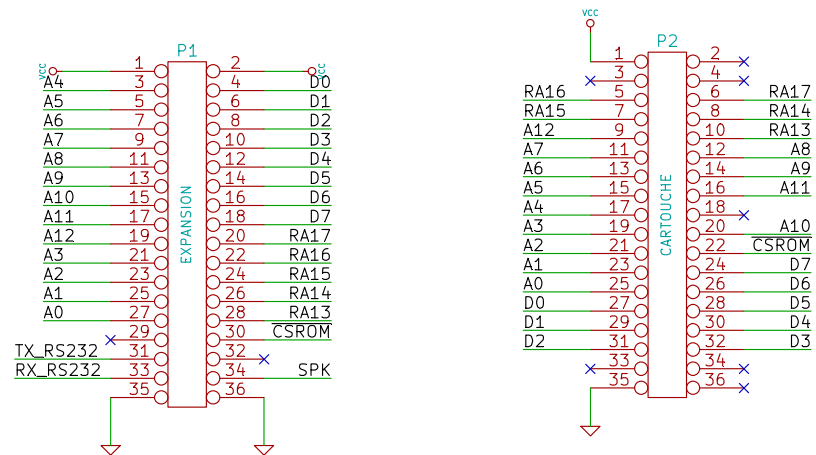 P1
VCC 1 2 VCC
A4 3 4 D0
A5 5 6 D1
A6 7 8 D2
A7 9 10 D3
A8 11 12 D4
A9 13 14 D5
A10 15 16 D6
A11 17 18 D7
A12 19 20 RA17
A3 21 22 RA16
A2 23 24 RA15
A1 25 26 RA14
A0 27 28 RA13
29 30 CSROM
TX_RS232 31 32
RX_RS232 33 34 SPK
35 36
EXPANSION
VCC
P2
1 2
3 4
RA16 5 6 RA17
RA15 7 8 RA14
A12 9 10 RA13
A7 11 12 A8
A6 13 14 A9
A5 15 16 A11
A4 17 18
A3 19 20 A10
A2 21 22 CSROM
A1 23 24 D7
A0 25 26 D6
D0 27 28 D5
D1 29 30 D4
D2 31 32 D3
33 34
35 36
CARTOUCHE